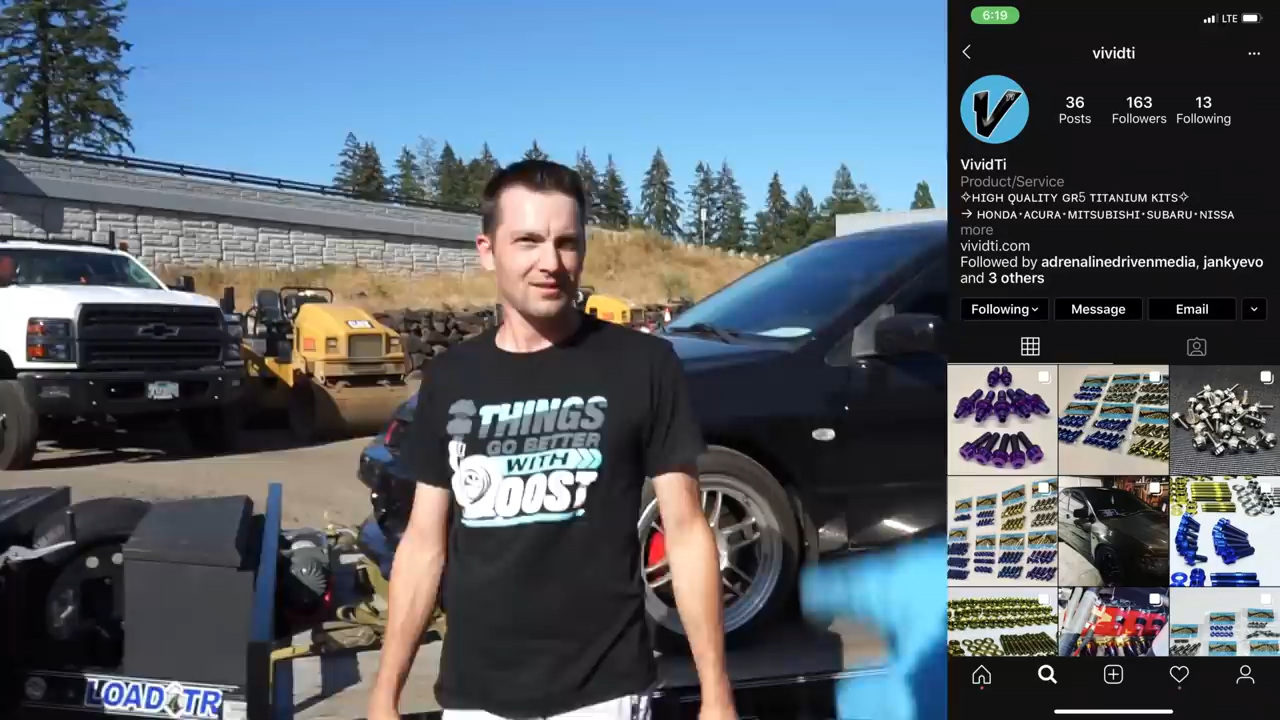 THINGS
GO BETTER
WITH
BOOST
LOAD TR
6:19
LTE
vividti
36
163
13
Posts
Followers
Following
VividTi
Product/Service
✧HIGH QUALITY GR5 TITANIUM KITS✧
→ HONDA･ACURA･MITSUBISHI･SUBARU･NISSA
more
vividti.com
Followed by adrenalinedrivenmedia, jankyevo
and 3 others
Following
Message
Email